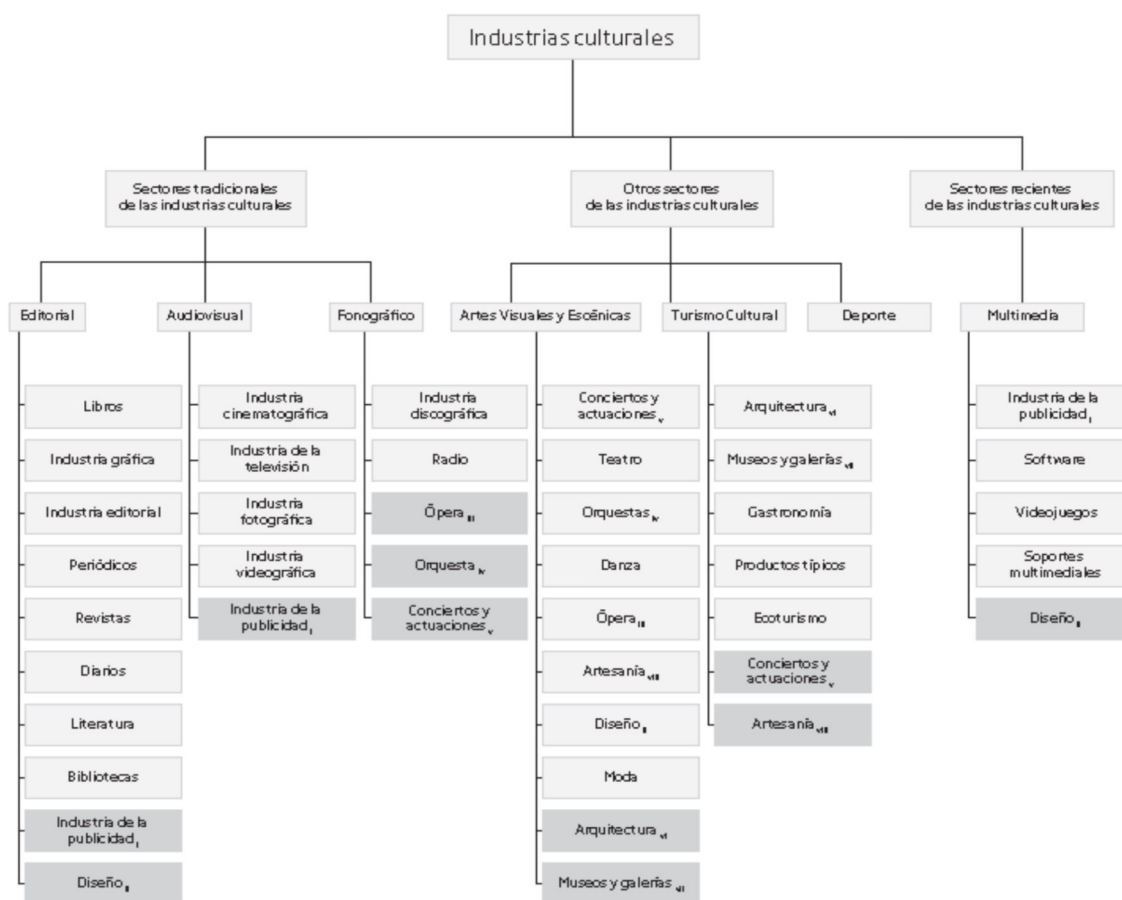 Industrias culturales
Sectores tradicionales
de las industrias culturales
Otros sectores
de las industrias culturales
Sectores recientes
de las industrias culturales
Editorial
Audiovisual
Fonográfico
Artes Visuales y Escénicas
Turismo Cultural
Deporte
Multimedia
Libros
Industria gráfica
Industria editorial
Periódicos
Revistas
Diarios
Literatura
Bibliotecas
Industria de la
publicidad I
Diseño II
Industria
cinematográfica
Industria de la
televisión
Industria
fotográfica
Industria
videográfica
Industria de la
publicidad I
Industria
discográfica
Radio
Ópera III
Orquesta IV
Conciertos y
actuaciones V
Conciertos y
actuaciones V
Teatro
Orquestas IV
Danza
Ópera III
Artesanía VIII
Diseño II
Moda
Arquitectura VI
Museos y galerías VII
Arquitectura VI
Museos y galerías VII
Gastronomía
Productos típicos
Ecoturismo
Conciertos y
actuaciones V
Artesanía VIII
Industria de la
publicidad I
Software
Videojuegos
Soportes
multimediales
Diseño II